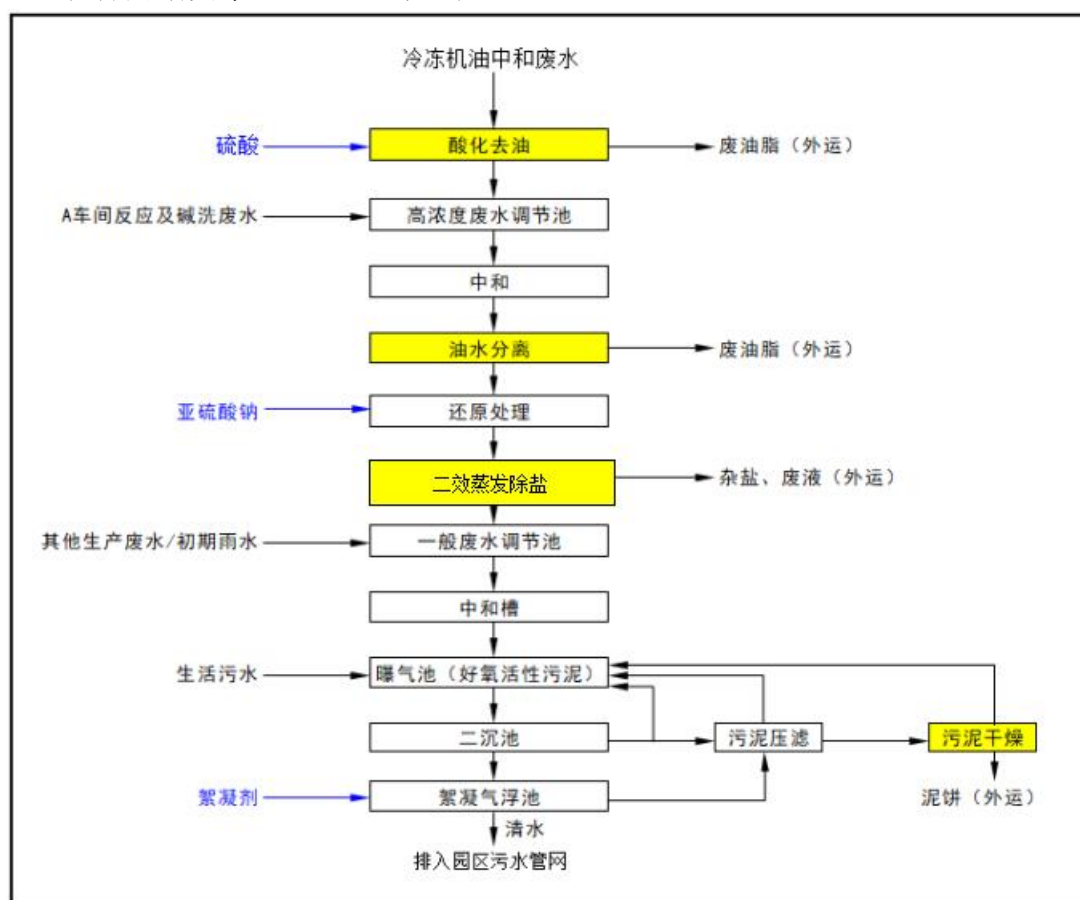 冷冻机油中和废水
硫酸
酸化去油
废油脂（外运）
A车间反应及碱洗废水
高浓度废水调节池
中和
油水分离
废油脂（外运）
亚硫酸钠
还原处理
二效蒸发除盐
杂盐、废液（外运）
其他生产废水/初期雨水
一般废水调节池
中和槽
生活污水
曝气池（好氧活性污泥）
二沉池
污泥压滤
污泥干燥
絮凝剂
絮凝气浮池
泥饼（外运）
清水
排入园区污水管网